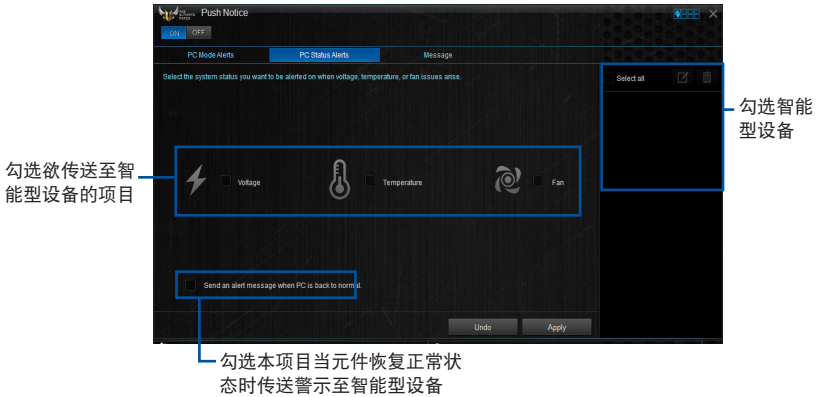 THE ULTIMATE FORCE Push Notice
ON OFF
PC Mode Alerts PC Status Alerts Message
Select the system status you want to be alerted on when voltage, temperature, or fan issues arise.
Select all
勾选智能
型设备
勾选欲传送至智
能型设备的项目
Voltage Temperature Fan
Send an alert message when PC is back to normal.
Undo Apply
勾选本项目当元件恢复正常状
态时传送警示至智能型设备